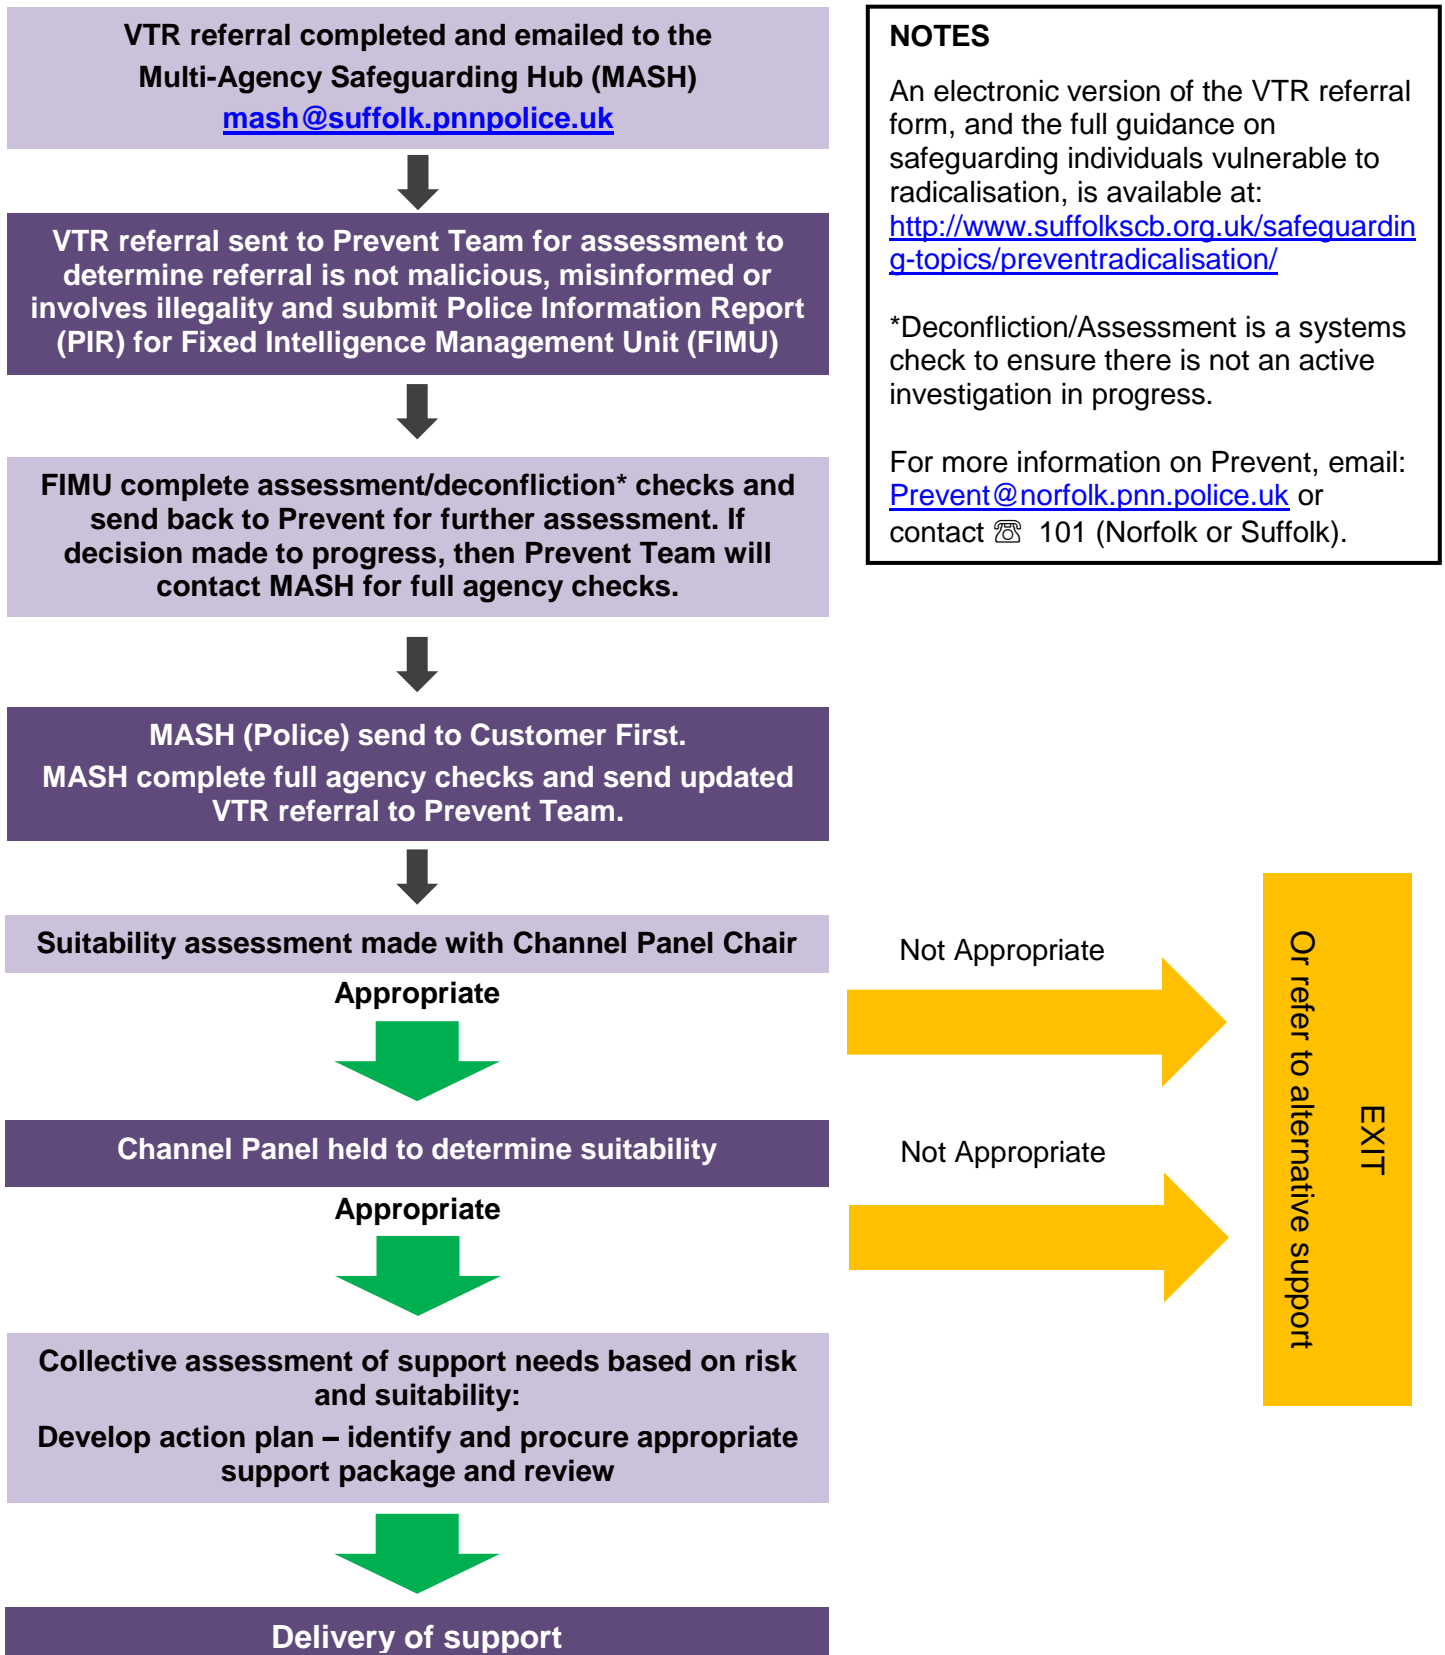 VTR referral completed and emailed to the
Multi-Agency Safeguarding Hub (MASH)
mash@suffolk.pnnpolice.uk
VTR referral sent to Prevent Team for assessment to
determine referral is not malicious, misinformed or
involves illegality and submit Police Information Report
(PIR) for Fixed Intelligence Management Unit (FIMU)
FIMU complete assessment/deconfliction* checks and
send back to Prevent for further assessment. If
decision made to progress, then Prevent Team will
contact MASH for full agency checks.
MASH (Police) send to Customer First.
MASH complete full agency checks and send updated
VTR referral to Prevent Team.
Suitability assessment made with Channel Panel Chair
Appropriate
Not Appropriate
Channel Panel held to determine suitability
Appropriate
Not Appropriate
Collective assessment of support needs based on risk
and suitability:
Develop action plan – identify and procure appropriate
support package and review
Delivery of support
EXIT
Or refer to alternative support
NOTES
An electronic version of the VTR referral
form, and the full guidance on
safeguarding individuals vulnerable to
radicalisation, is available at:
http://www.suffolkscb.org.uk/safeguardin
g-topics/preventradicalisation/
*Deconfliction/Assessment is a systems
check to ensure there is not an active
investigation in progress.
For more information on Prevent, email:
Prevent@norfolk.pnn.police.uk or
contact ☏ 101 (Norfolk or Suffolk).